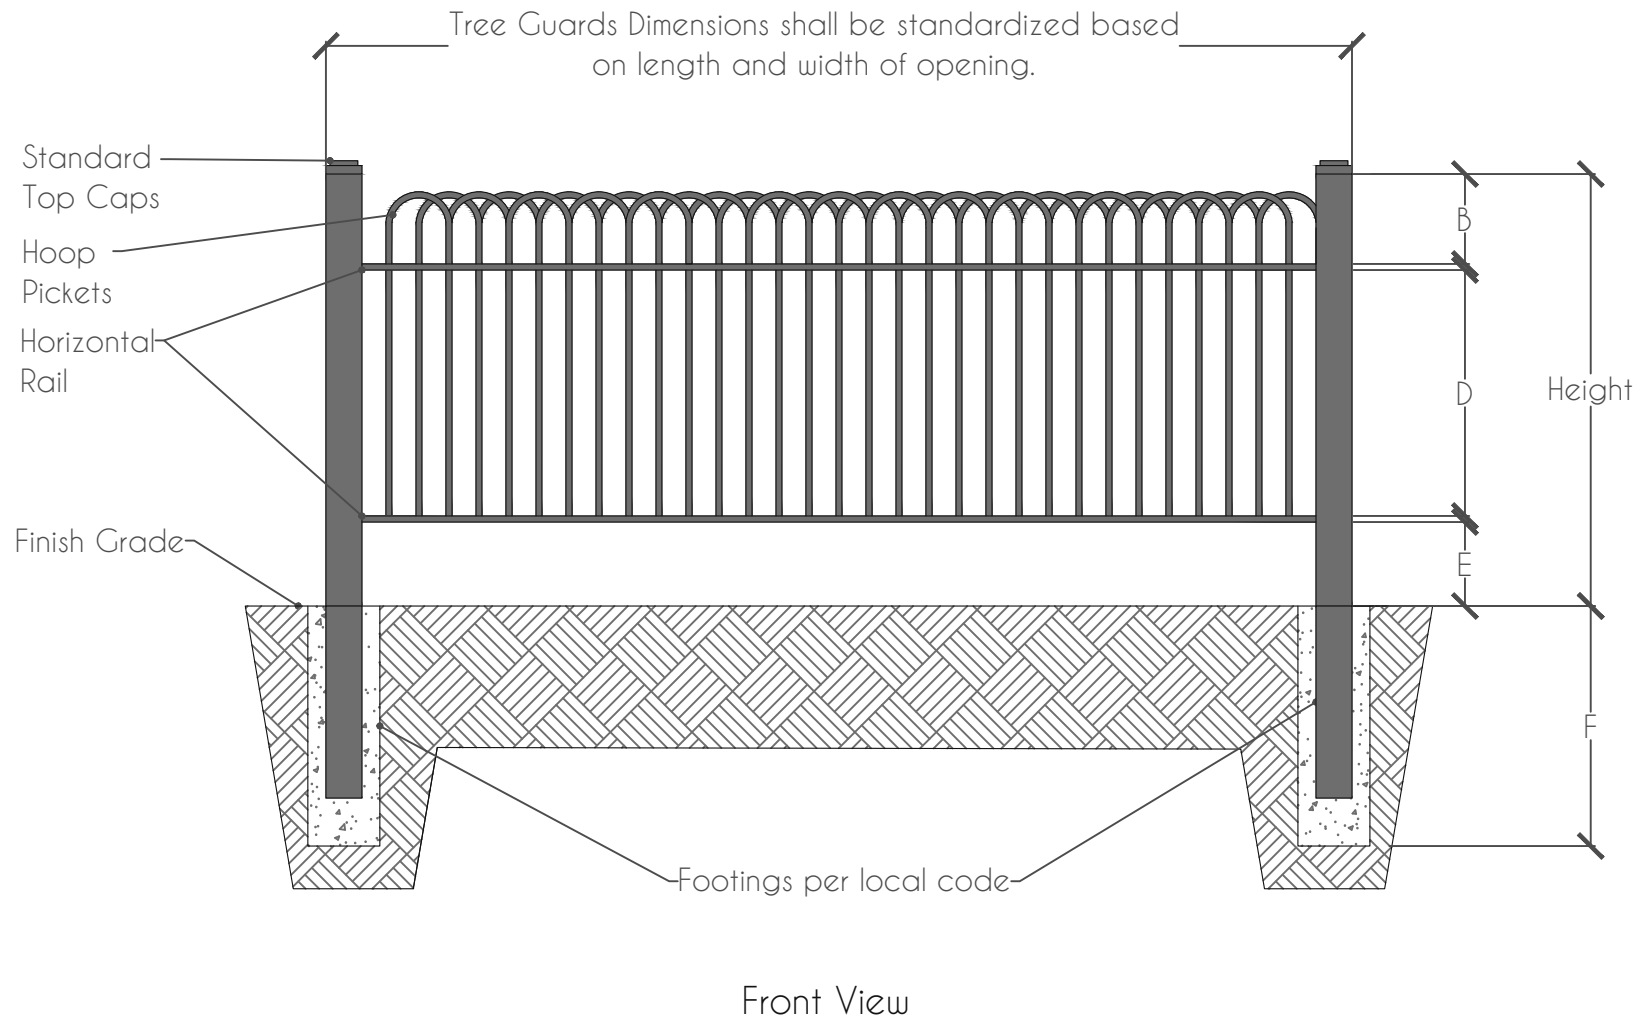 Tree Guards Dimensions shall be standardized based
on length and width of opening.
Standard
Top Caps
Hoop
Pickets
Horizontal
Rail
Finish Grade
B
D
Height
E
F
Footings per local code
Front View